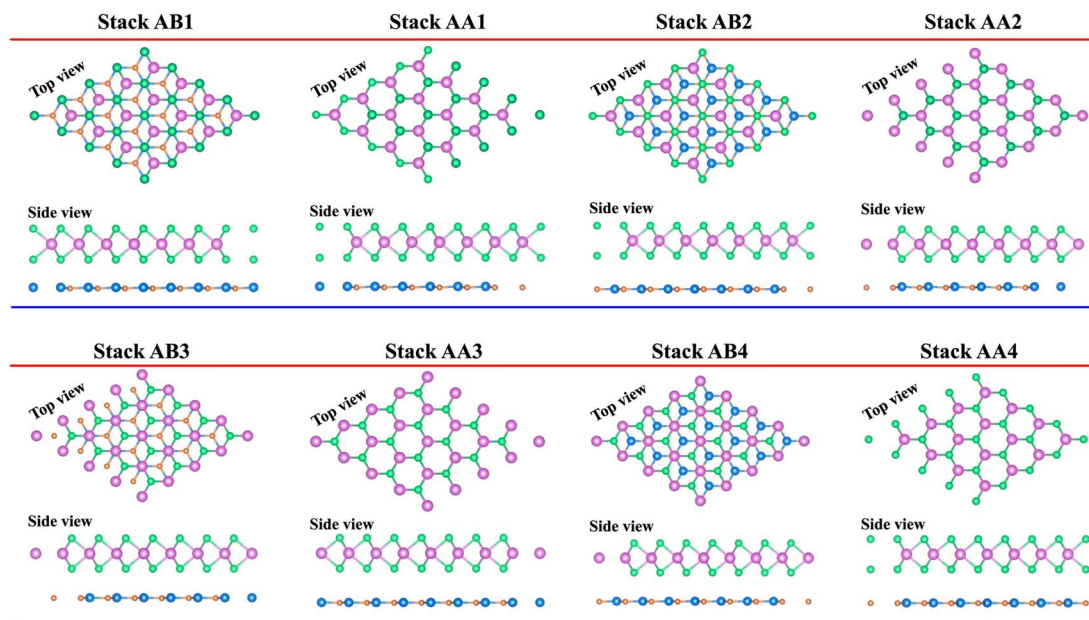 Stack AB1 Stack AA1 Stack AB2 Stack AA2
Top view Top view Top view Top view
Side view Side view Side view Side view
Stack AB3 Stack AA3 Stack AB4 Stack AA4
Top view Top view Top view Top view
Side view Side view Side view Side view